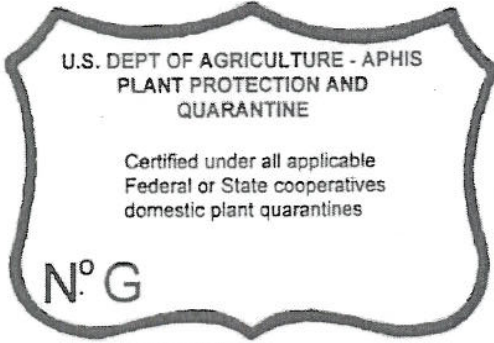 U.S. DEPT OF AGRICULTURE - APHIS
PLANT PROTECTION AND
QUARANTINE
Certified under all applicable
Federal or State cooperatives
domestic plant quarantines
Nº G